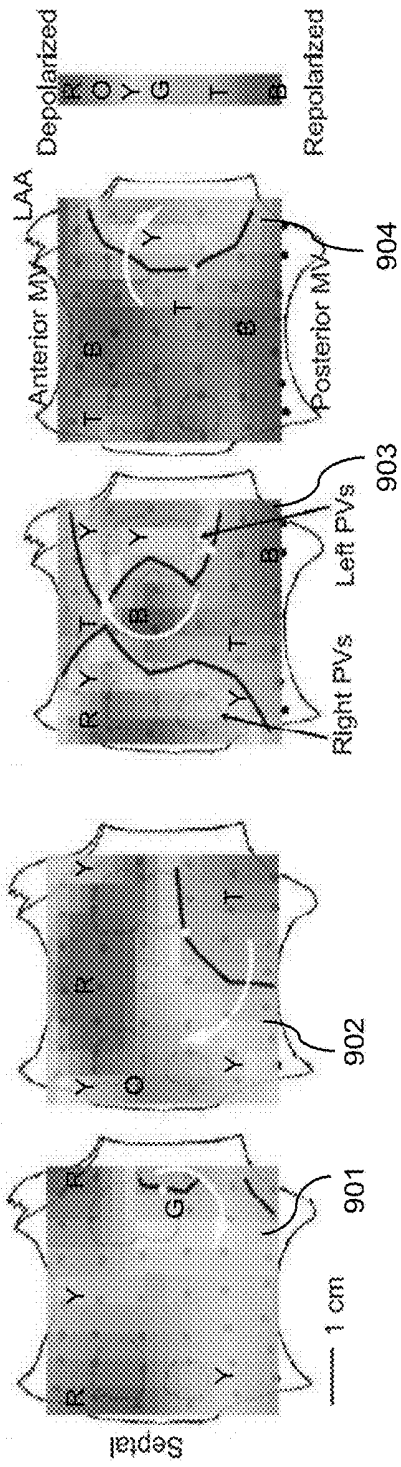 Septal
R
Y
R
G
Y
1 cm
901
Y
R
Y
O
T
Y
902
R
Y
T
Y
Y
B
Y
T
B
Right PVs
Left PVs
903
Anterior MV
LAA
T
B
Y
T
B
Posterior MV
904
Depolarized
R
O
Y
G
T
B
Repolarized